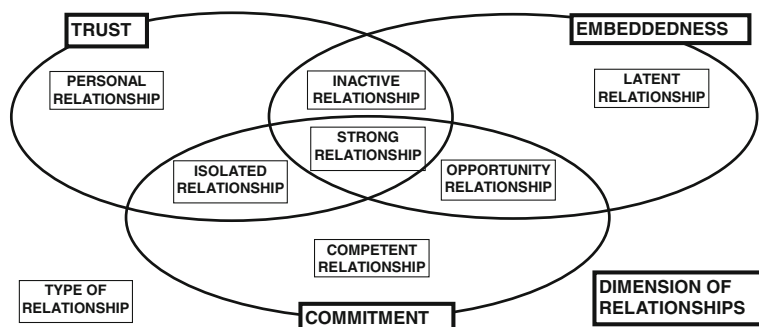 TRUST
EMBEDDEDNESS
PERSONAL
RELATIONSHIP
INACTIVE
RELATIONSHIP
LATENT
RELATIONSHIP
STRONG
RELATIONSHIP
ISOLATED
RELATIONSHIP
OPPORTUNITY
RELATIONSHIP
COMPETENT
RELATIONSHIP
TYPE OF
RELATIONSHIP
COMMITMENT
DIMENSION OF
RELATIONSHIPS